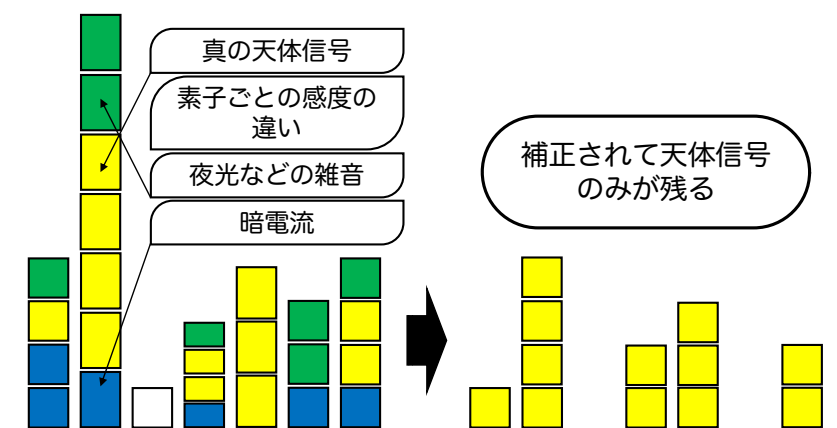 真の天体信号
素子ごとの感度の
違い
夜光などの雑音
暗電流
補正されて天体信号
のみが残る